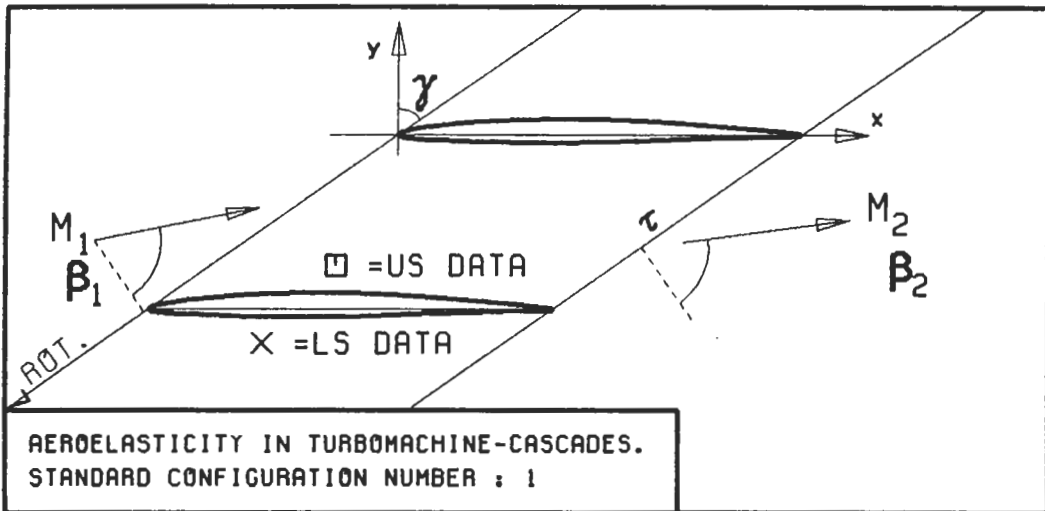 y
γ
x
M₁
β₁
τ
M₂
β₂
=US DATA
X =LS DATA
ROT.
AEROELASTICITY IN TURBOMACHINE-CASCADES.
STANDARD CONFIGURATION NUMBER : 1